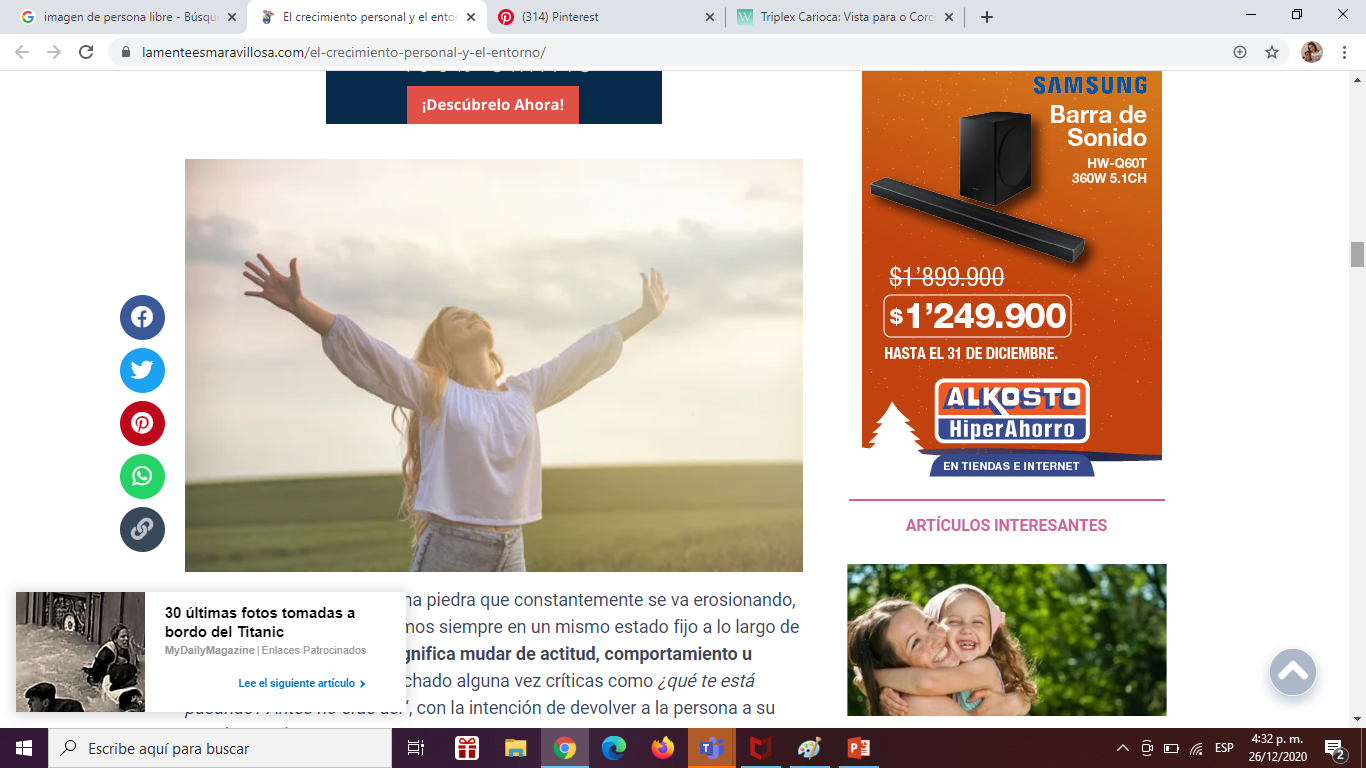 imagen de persona libre - Búsqu
El crecimiento personal y el ento
(314) Pinterest
Triplex Carioca: Vista para o Corc
lamenteesmaravillosa.com/el-crecimiento-personal-y-el-entorno/
¡Descúbrelo Ahora!
SAMSUNG
Barra de
Sonido
HW-Q60T
360W 5.1CH
$1'899.900
$1'249.900
HASTA EL 31 DE DICIEMBRE.
ALKOSTO
HiperAhorro
EN TIENDAS E INTERNET
ARTÍCULOS INTERESANTES
30 últimas fotos tomadas a
bordo del Titanic
MyDailyMagazine | Enlaces Patrocinados
Lee el siguiente artículo
na piedra que constantemente se va erosionando,
mos siempre en un mismo estado fijo a lo largo de
gnifica mudar de actitud, comportamiento u
chado alguna vez críticas como ¿qué te está
, con la intención de devolver a la persona a su
Escribe aquí para buscar
ESP
4:32 p. m.
26/12/2020
2